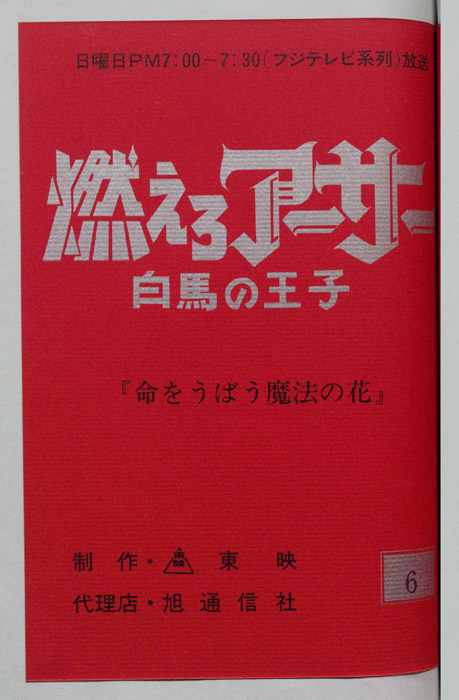 日曜日PM7:00～7:30(フジテレビ系列)放送
燃えろアーサー
白馬の王子
『命をうばう魔法の花』
制作・東映 東映
代理店・旭通信社
6